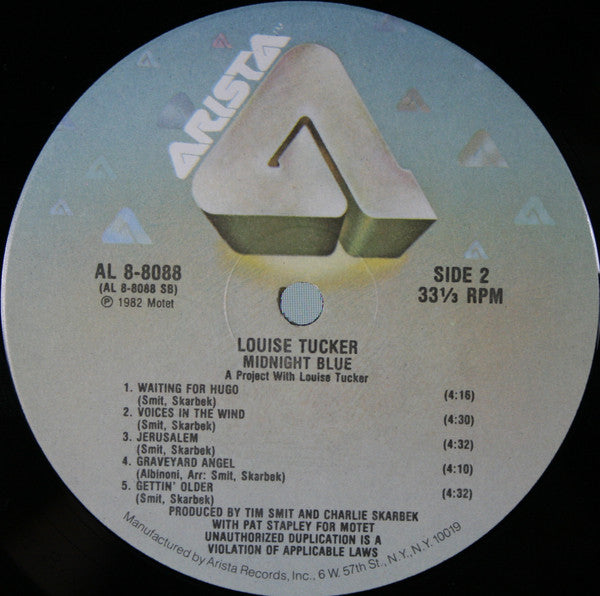 ARISTA
AL 8-8088
(AL 8-8088 SB)
℗ 1982 Motet
SIDE 2
33⅓ RPM
LOUISE TUCKER
MIDNIGHT BLUE
A Project With Louise Tucker
1. WAITING FOR HUGO (4:16)
(Smit, Skarbek)
2. VOICES IN THE WIND (4:30)
(Smit, Skarbek)
3. JERUSALEM (4:32)
(Smit, Skarbek)
4. GRAVEYARD ANGEL (4:10)
(Albinoni, Arr: Smit, Skarbek)
5. GETTIN' OLDER (4:32)
(Smit, Skarbek)
PRODUCED BY TIM SMIT AND CHARLIE SKARBEK
WITH PAT STAPLEY FOR MOTET
UNAUTHORIZED DUPLICATION IS A
VIOLATION OF APPLICABLE LAWS
Manufactured by Arista Records, Inc., 6 W. 57th St., N.Y., N.Y. 10019